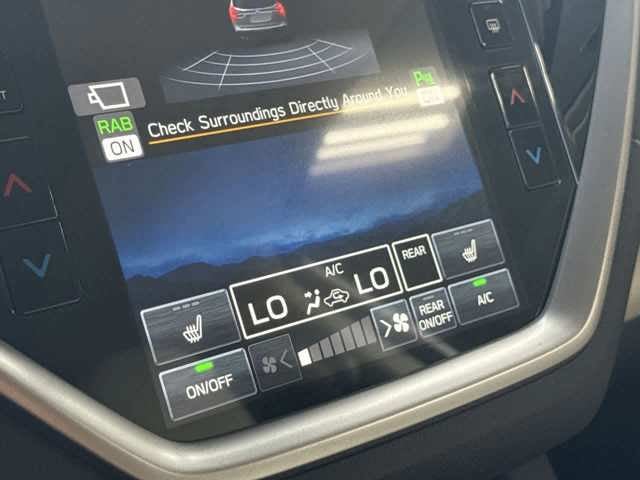 RAB
ON
Check Surroundings Directly Around You
A/C
LO
LO
REAR
ON/OFF
REAR
ON/OFF
A/C